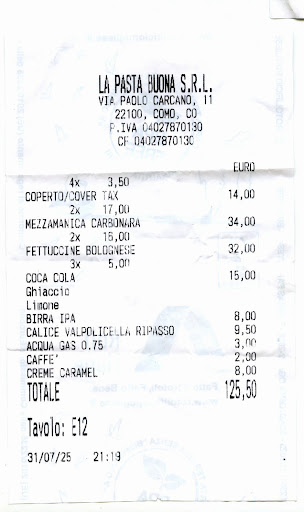 LA PASTA BUONA S.R.L.
VIA PAOLO CARCANO, 11
22100, COMO, CO
P.IVA 04027870130
CF 04027870130
EURO
4x 3,50
COPERTO/COVER TAX 14,00
2x 17,00
MEZZAMANICA CARBONARA 34,00
2x 16,00
FETTUCCINE BOLOGNESE 32,00
3x 5,00
COCA COLA 15,00
Ghiaccio
Limone
BIRRA IPA 8,00
CALICE VALPOLICELLA RIPASSO 9,50
ACQUA GAS 0.75 3,00
CAFFE' 2,00
CREME CARAMEL 8,00
TOTALE 125,50
Tavolo: E12
31/07/25 21:19